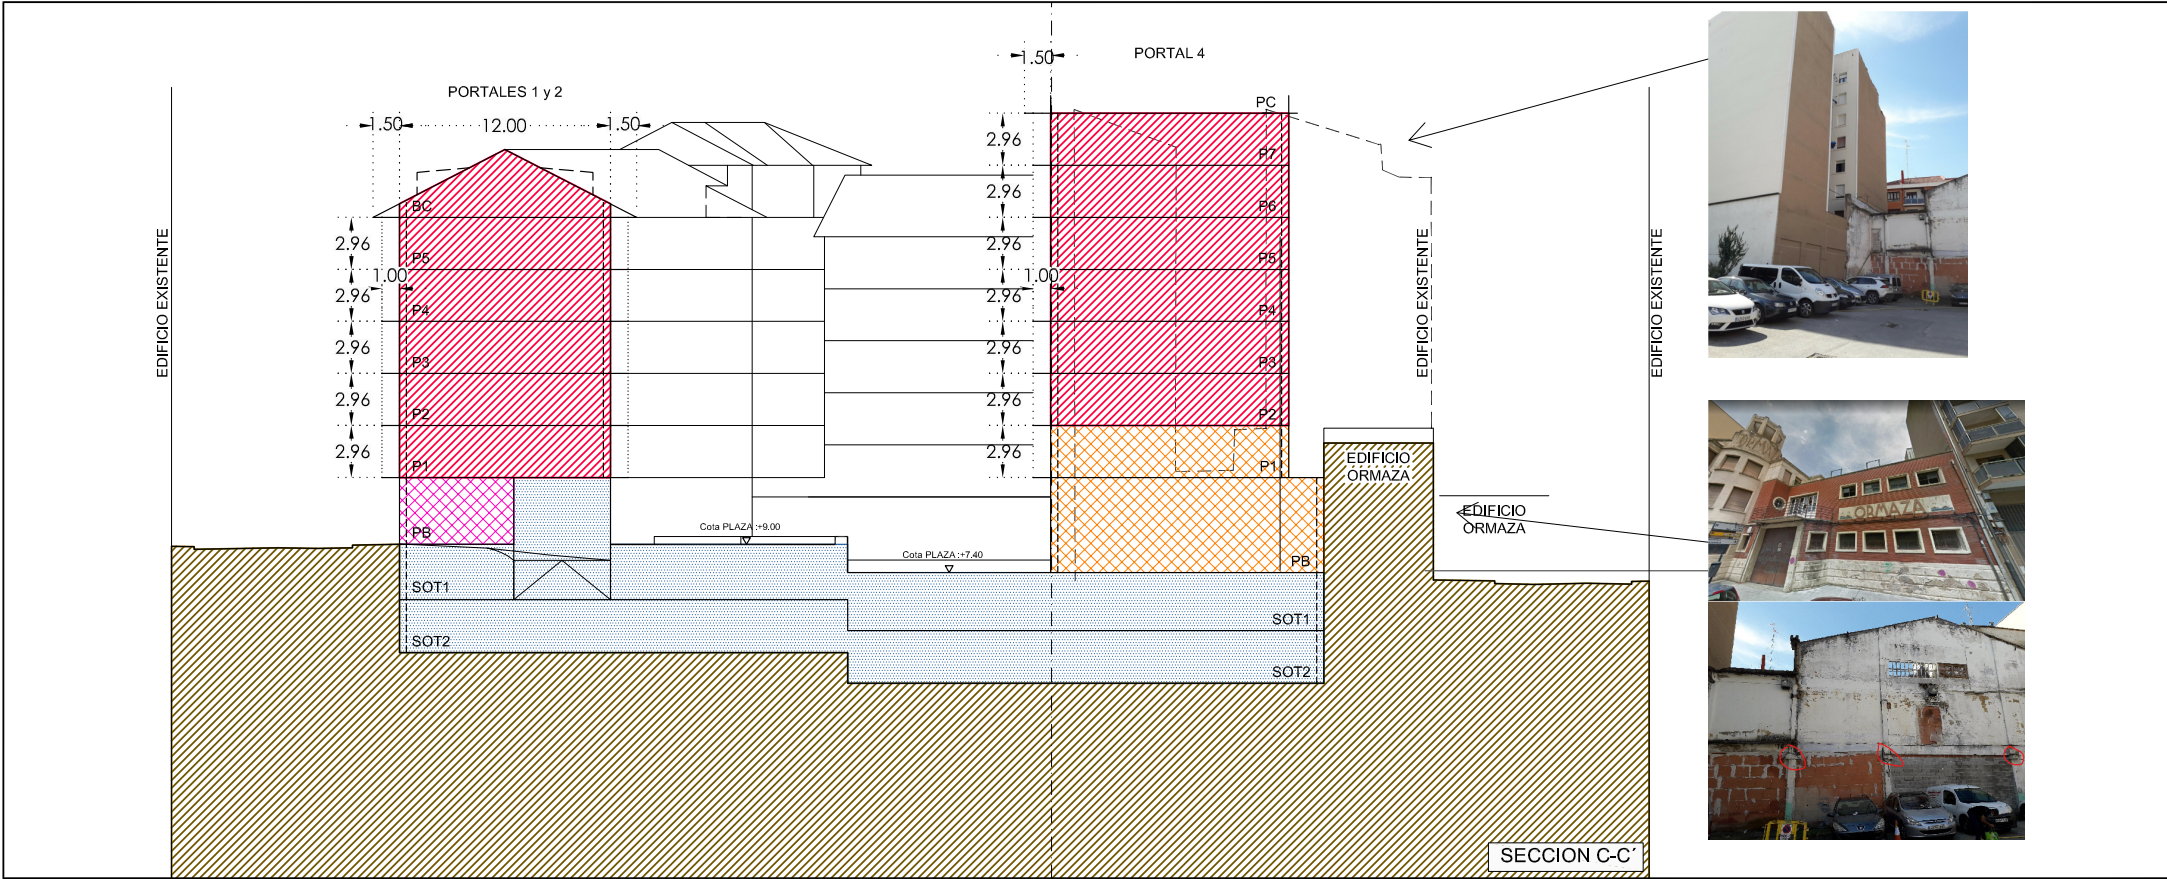 PORTALES 1 y 2
1.50
12.00
1.50
1.50
PORTAL 4
PC
P7
P6
P5
P4
P3
P2
P1
PB
2.96
2.96
2.96
2.96
2.96
2.96
2.96
1.00
BC
P5
P4
P3
P2
P1
PB
2.96
2.96
2.96
2.96
2.96
1.00
EDIFICIO EXISTENTE
EDIFICIO EXISTENTE
EDIFICIO EXISTENTE
Cota PLAZA :+9.00
Cota PLAZA :+7.40
SOT1
SOT2
SOT1
SOT2
EDIFICIO
ORMAZA
EDIFICIO
ORMAZA
ORMAZA
SECCION C-C´